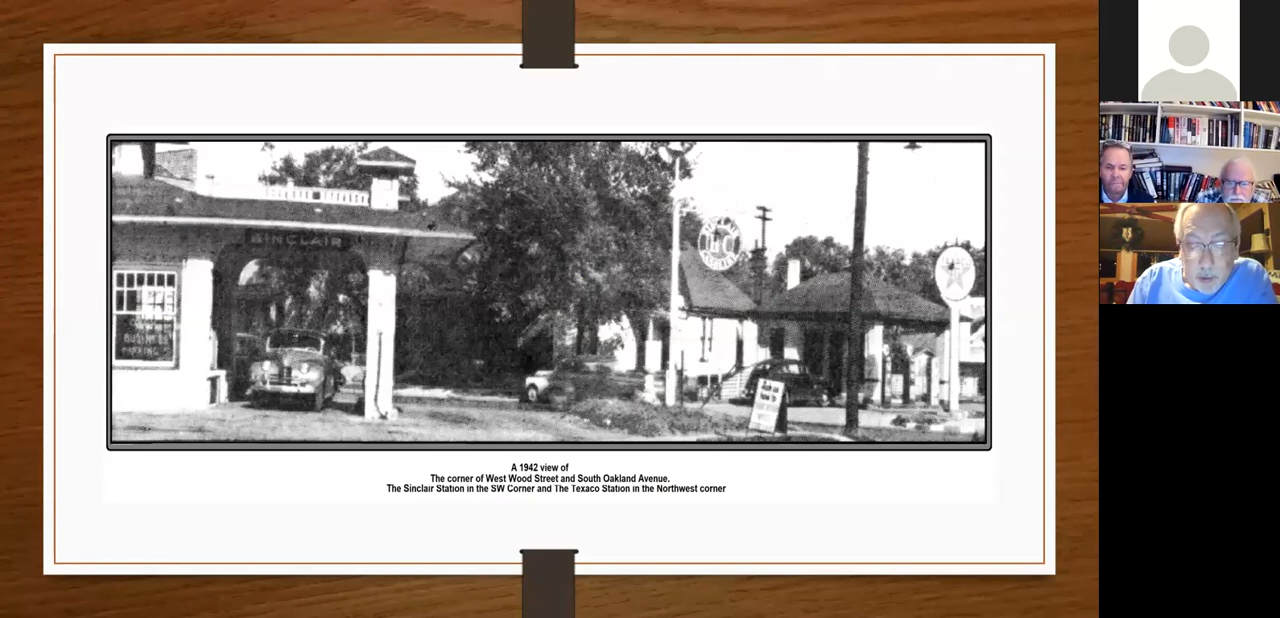 SINCLAIR
BUSINESS
PARKING
H-C
A 1942 view of
The corner of West Wood Street and South Oakland Avenue.
The Sinclair Station in the SW Corner and The Texaco Station in the Northwest corner